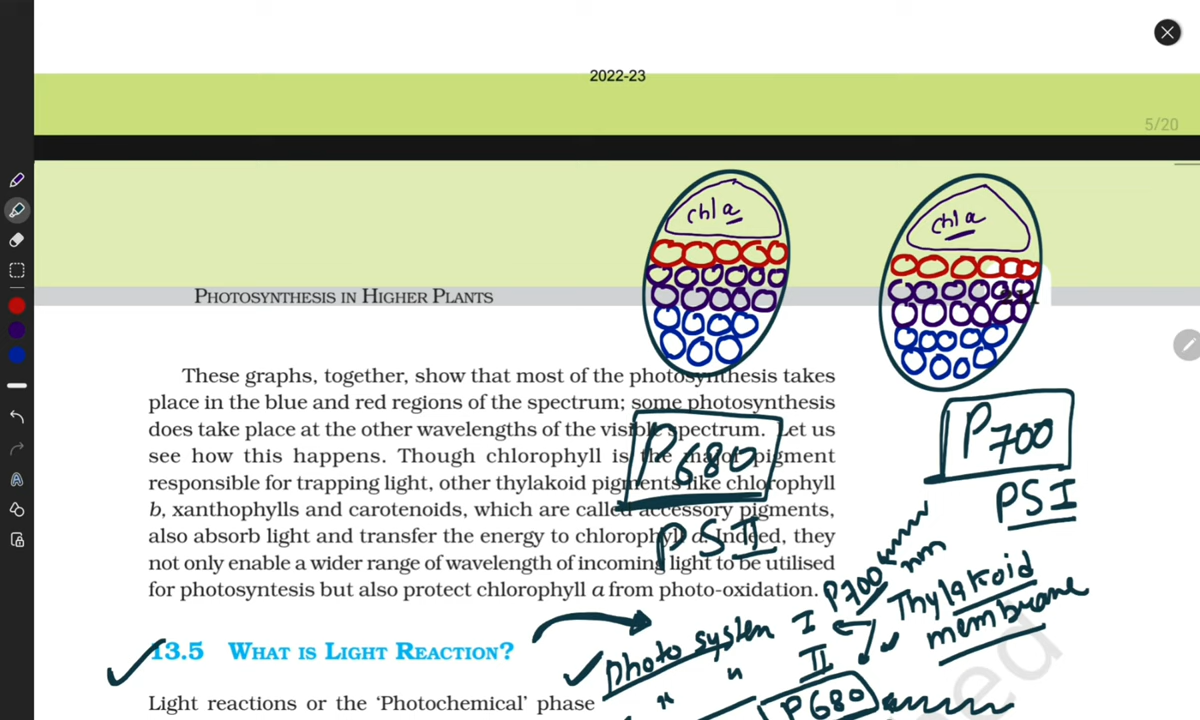 2022-23
5/20
chl a
chl a
PHOTOSYNTHESIS IN HIGHER PLANTS
These graphs, together, show that most of the photosynthesis takes
place in the blue and red regions of the spectrum; some photosynthesis
does take place at the other wavelengths of the visible spectrum. Let us
see how this happens. Though chlorophyll is the major pigment
responsible for trapping light, other thylakoid pigments like chlorophyll
b, xanthophylls and carotenoids, which are called accessory pigments,
also absorb light and transfer the energy to chlorophyll a. Indeed, they
not only enable a wider range of wavelength of incoming light to be utilised
for photosyntesis but also protect chlorophyll a from photo-oxidation.
P680
PS II
P700
PS I
nm
P700
Thylakoid
membrane
Photo system I
" II
P680
13.5 WHAT IS LIGHT REACTION?
Light reactions or the ‘Photochemical’ phase